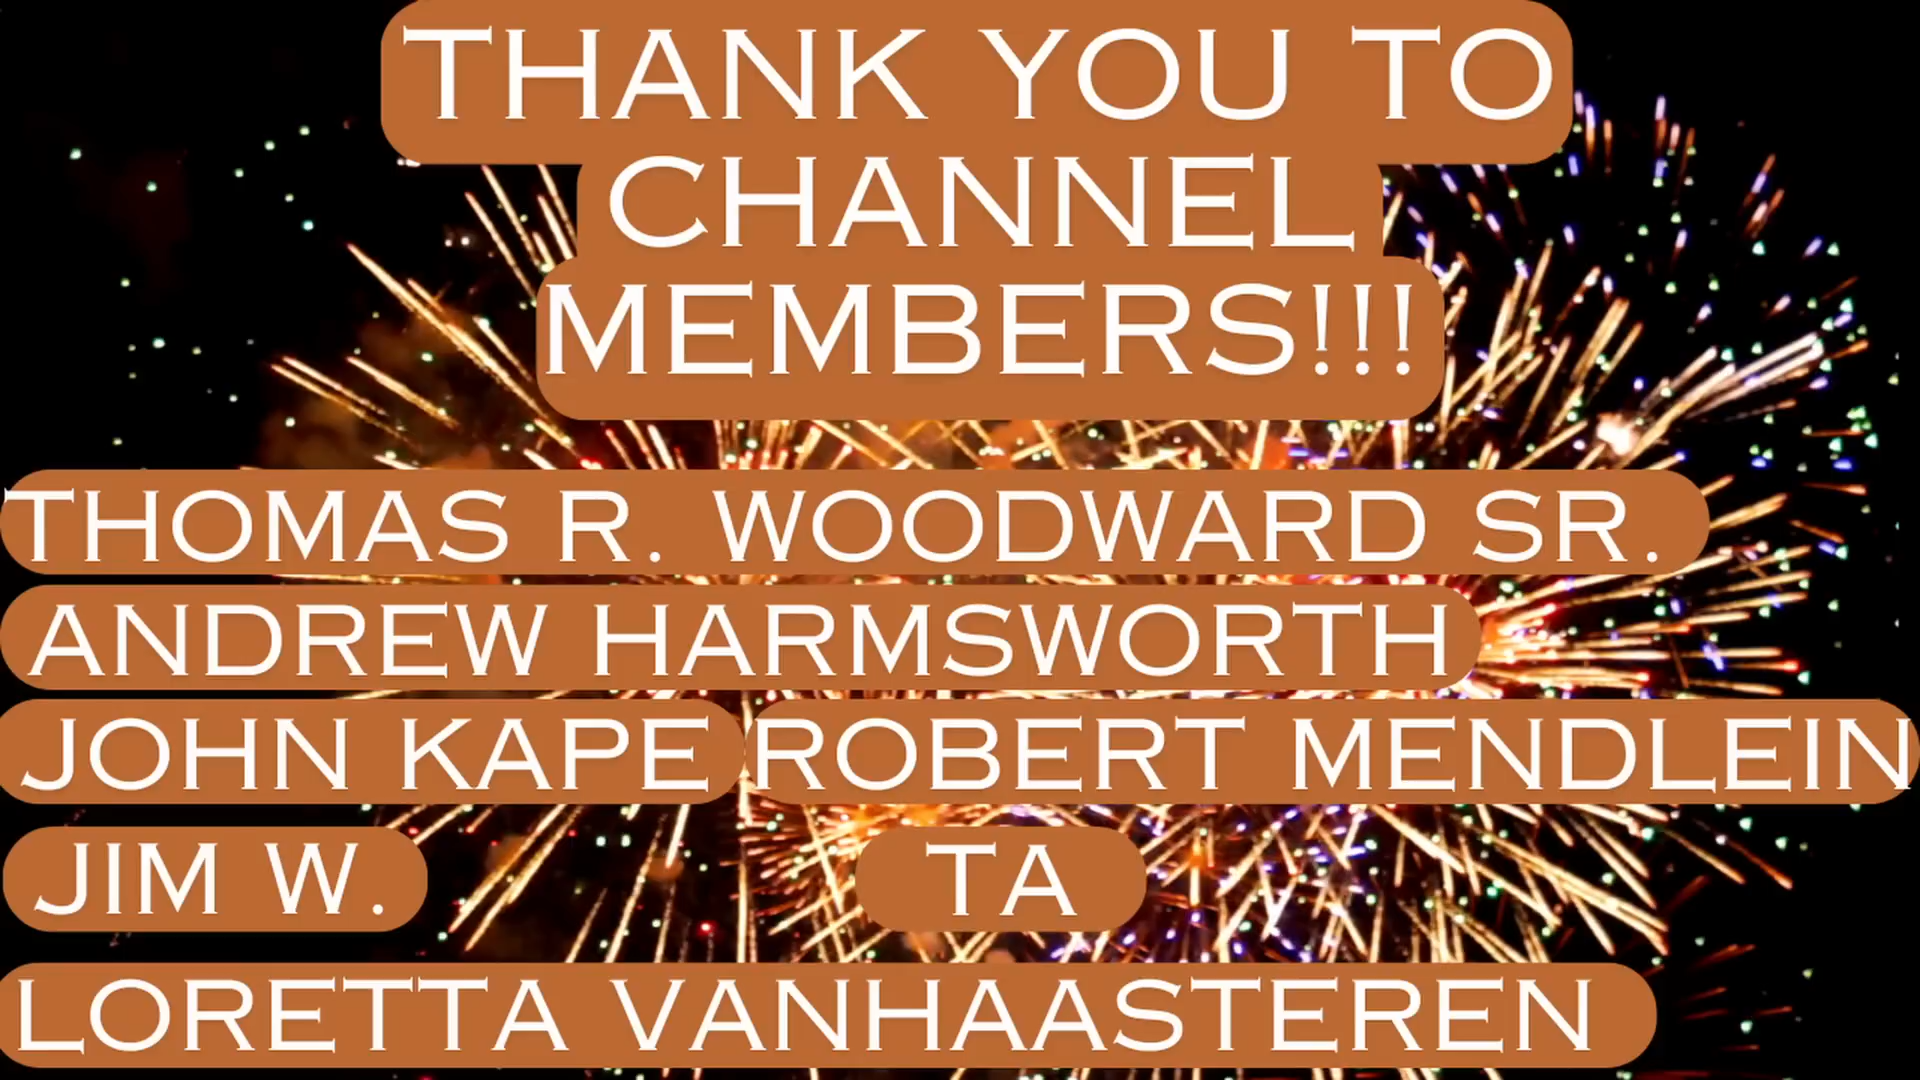 THANK YOU TO
CHANNEL
MEMBERS!!!
THOMAS R. WOODWARD SR.
ANDREW HARMSWORTH
JOHN KAPE ROBERT MENDLEIN
JIM W. TA
LORETTA VANHAASTEREN